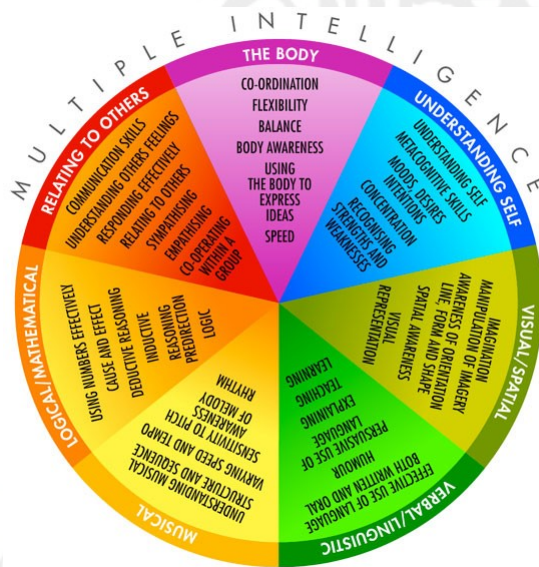 MULTIPLE INTELLIGENCE
THE BODY
CO-ORDINATION
FLEXIBILITY
BALANCE
BODY AWARENESS
USING
THE BODY TO
EXPRESS
IDEAS
SPEED
UNDERSTANDING SELF
UNDERSTANDING SELF
METACOGNITIVE SKILLS
MOODS, DESIRES
INTENTIONS
CONCENTRATION
RECOGNISING
STRENGTHS AND
WEAKNESSES
VISUAL/SPATIAL
IMAGINATION
MANIPULATION OF IMAGERY
AWARENESS OF ORIENTATION
LINE, FORM AND SHAPE
SPATIAL AWARENESS
VISUAL
REPRESENTATION
VERBAL/LINGUISTIC
EFFECTIVE USE OF LANGUAGE
BOTH WRITTEN AND ORAL
HUMOUR
PERSUASIVE USE OF
LANGUAGE
EXPLAINING
TEACHING
LEARNING
MUSICAL
UNDERSTANDING MUSICAL
STRUCTURE AND SEQUENCE
VARYING SPEED AND TEMPO
SENSITIVITY TO PITCH
AWARENESS
OF MELODY
RHYTHM
LOGICAL/MATHEMATICAL
USING NUMBERS EFFECTIVELY
CAUSE AND EFFECT
DEDUCTIVE REASONING
INDUCTIVE
REASONING
PREDIRECTION
LOGIC
RELATING TO OTHERS
COMMUNICATION SKILLS
UNDERSTANDING OTHERS FEELINGS
RESPONDING EFFECTIVELY
RELATING TO OTHERS
SYMPATHISING
EMPATHISING
CO-OPERATING
WITHIN A
GROUP